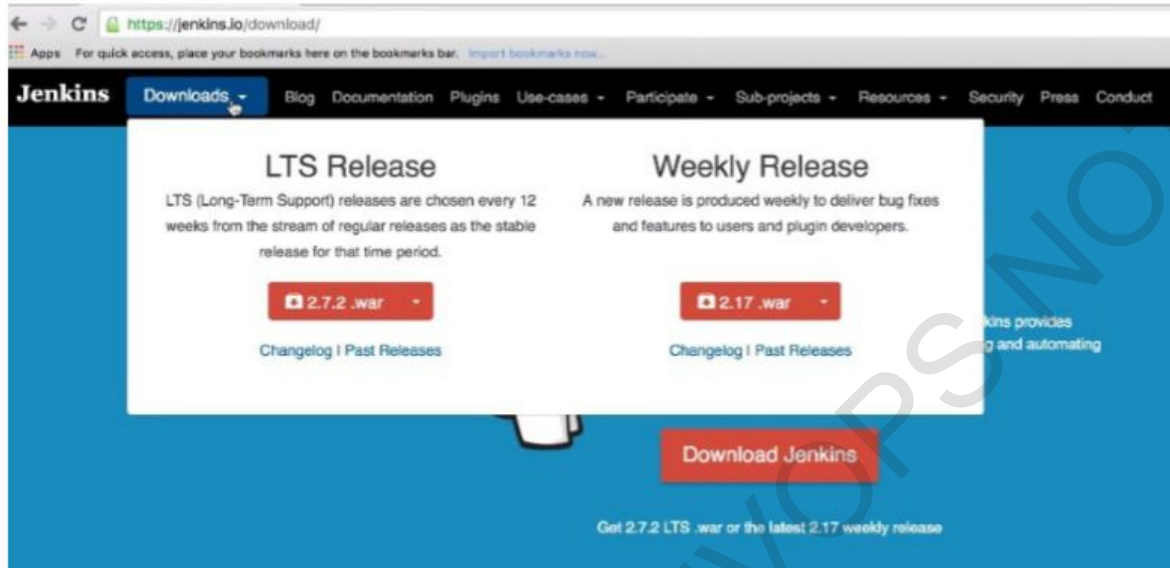 https://jenkins.io/download/
Apps For quick access, place your bookmarks here on the bookmarks bar. Import bookmarks now...
Jenkins Downloads Blog Documentation Plugins Use-cases Participate Sub-projects Resources Security Press Conduct
LTS Release
LTS (Long-Term Support) releases are chosen every 12
weeks from the stream of regular releases as the stable
release for that time period.
2.7.2 .war
Changelog | Past Releases
Weekly Release
A new release is produced weekly to deliver bug fixes
and features to users and plugin developers.
2.17 .war
Changelog | Past Releases
kins provides
g and automating
Download Jenkins
Get 2.7.2 LTS .war or the latest 2.17 weekly release
VOPS NO